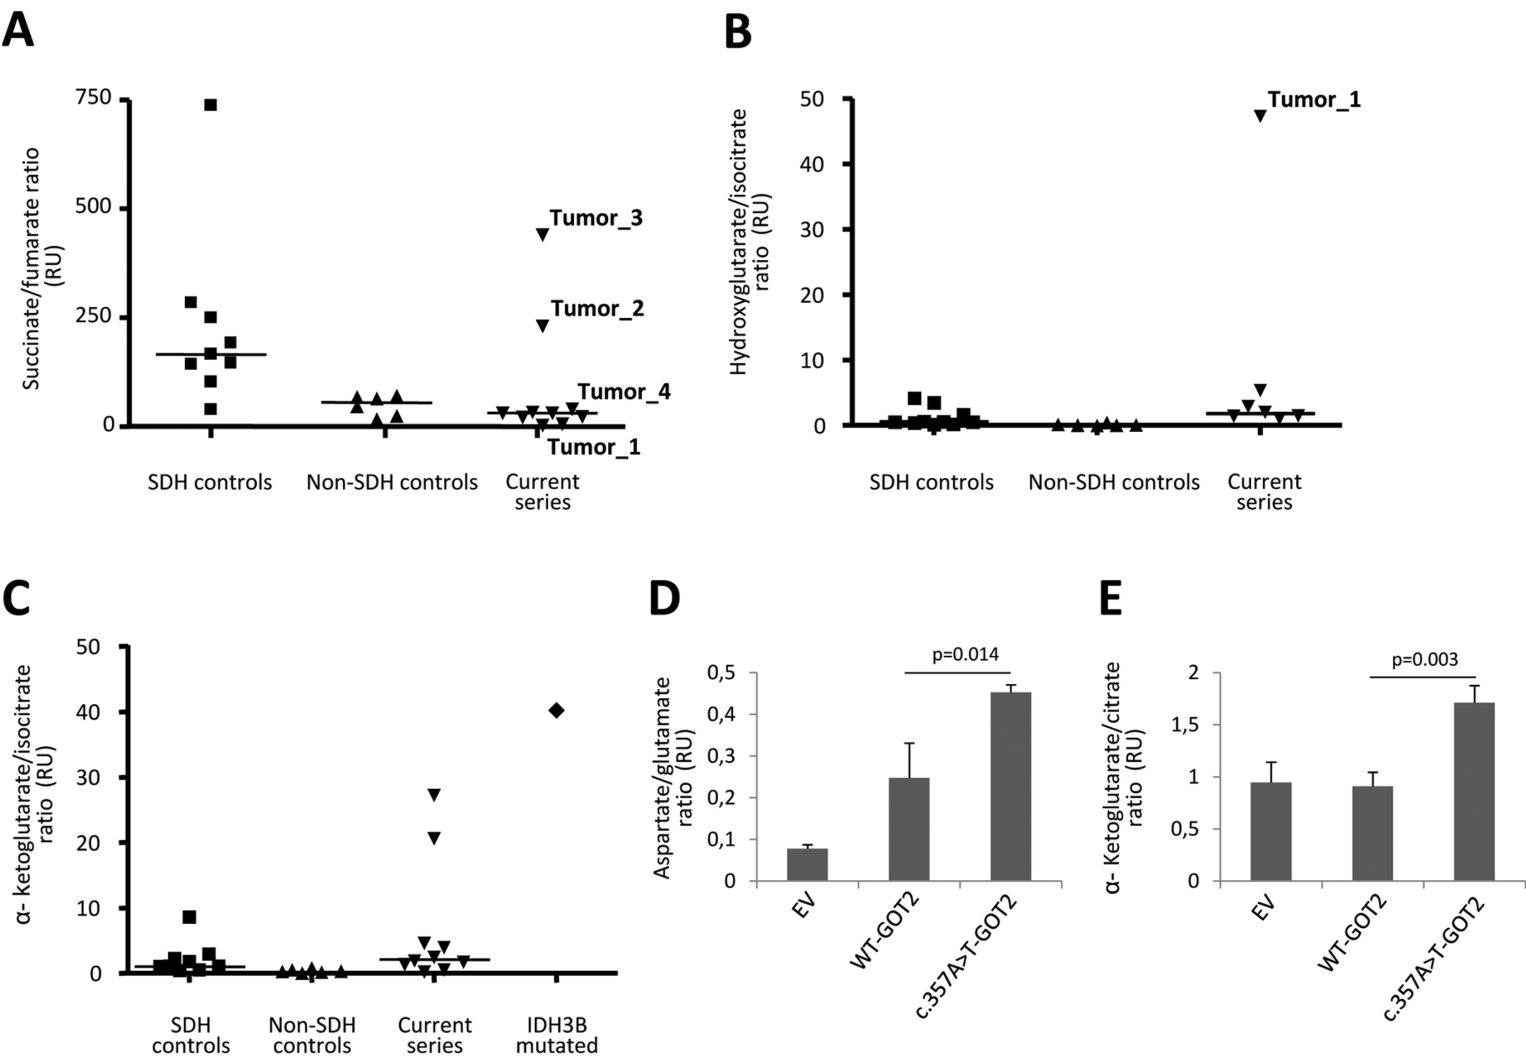 A
Succinate/fumarate ratio
(RU)
750
500
250
0
Tumor_3
Tumor_2
Tumor_4
Tumor_1
SDH controls
Non-SDH controls
Current
series
B
Hydroxyglutarate/isocitrate
ratio (RU)
50
40
30
20
10
0
Tumor_1
SDH controls
Non-SDH controls
Current
series
C
α- Ketoglutarate/isocitrate
ratio (RU)
50
40
30
20
10
0
SDH
controls
Non-SDH
controls
Current
series
IDH3B
mutated
D
Aspartate/glutamate
ratio (RU)
0,5
0,4
0,3
0,2
0,1
0
p=0.014
EV
WT-GOT2
c.357A>T-GOT2
E
α- Ketoglutarate/citrate
ratio (RU)
2
1,5
1
0,5
0
p=0.003
EV
WT-GOT2
c.357A>T-GOT2